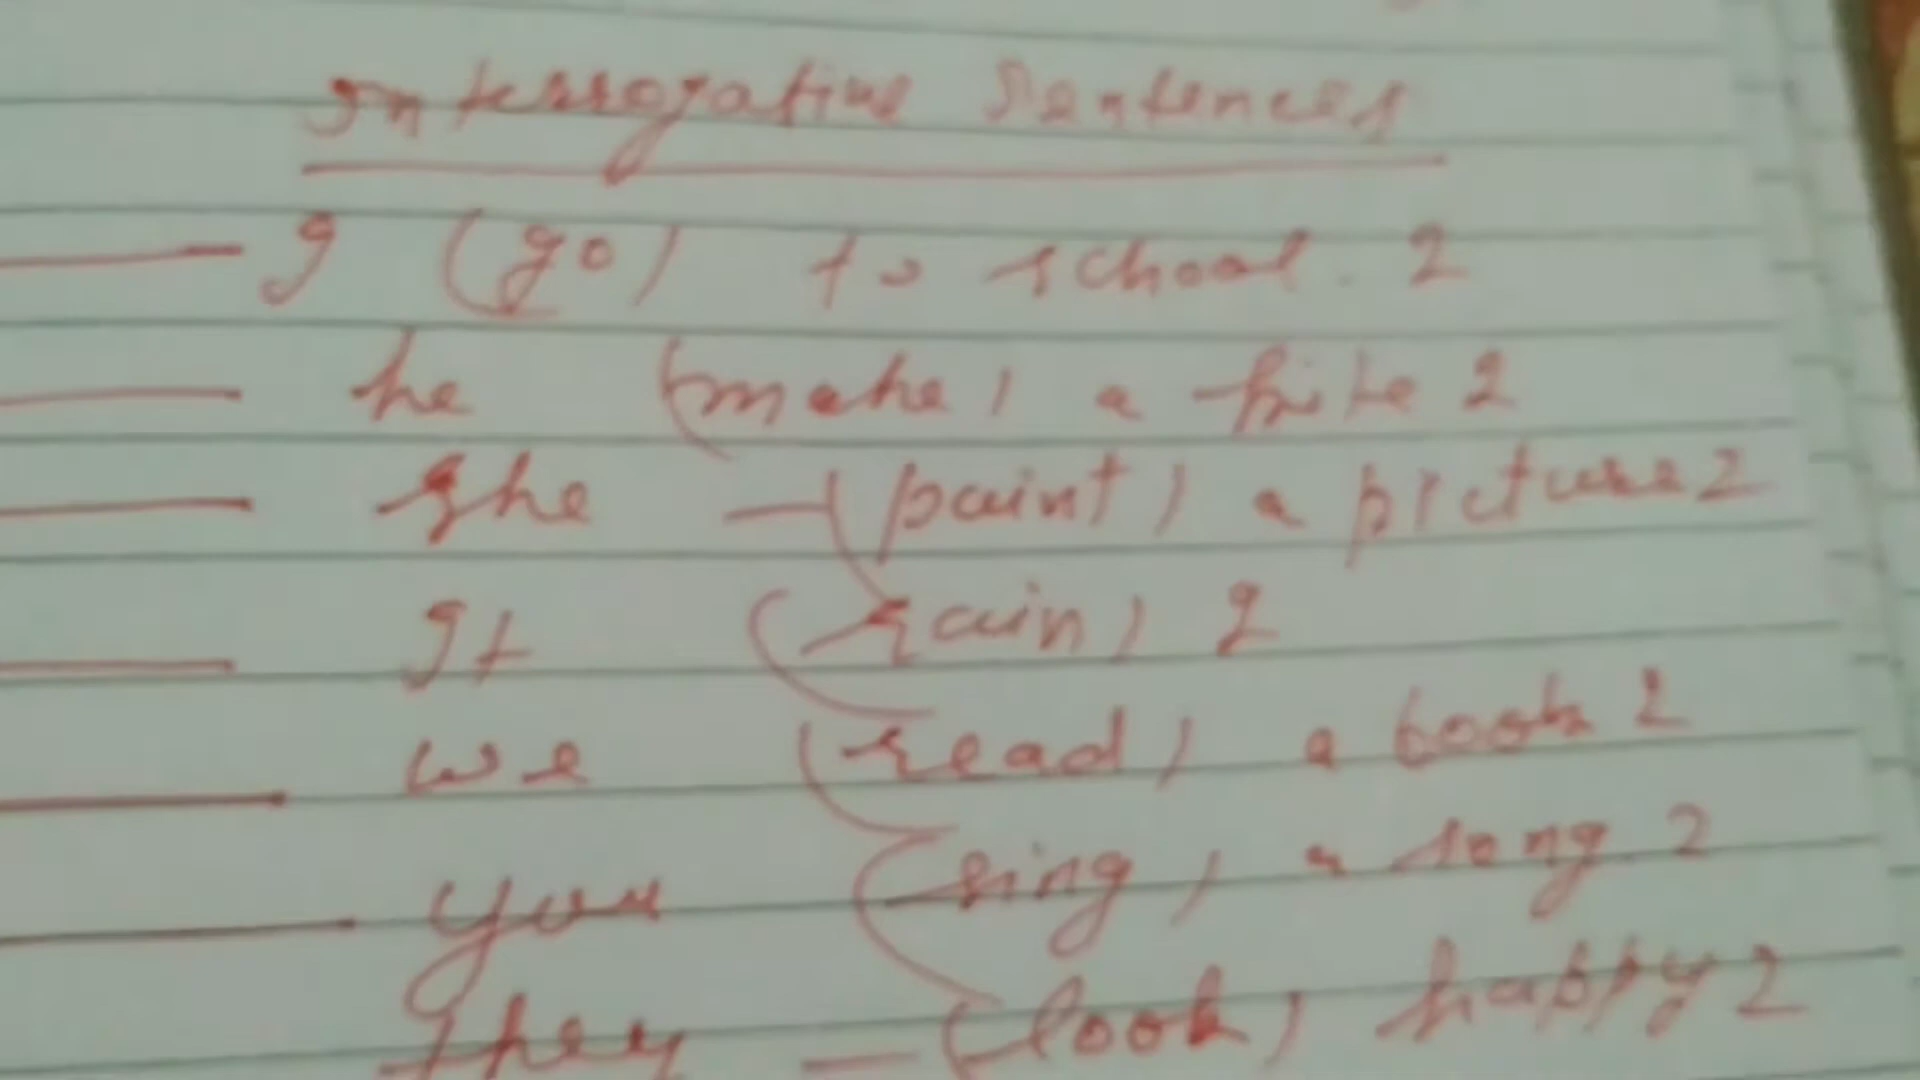 Interrogative Sentences
I (go) to school. ?
he (make) a kite ?
She (paint) a picture ?
It (rain) ?
we (read) a book ?
you (sing) a song. ?
They (look) happy ?